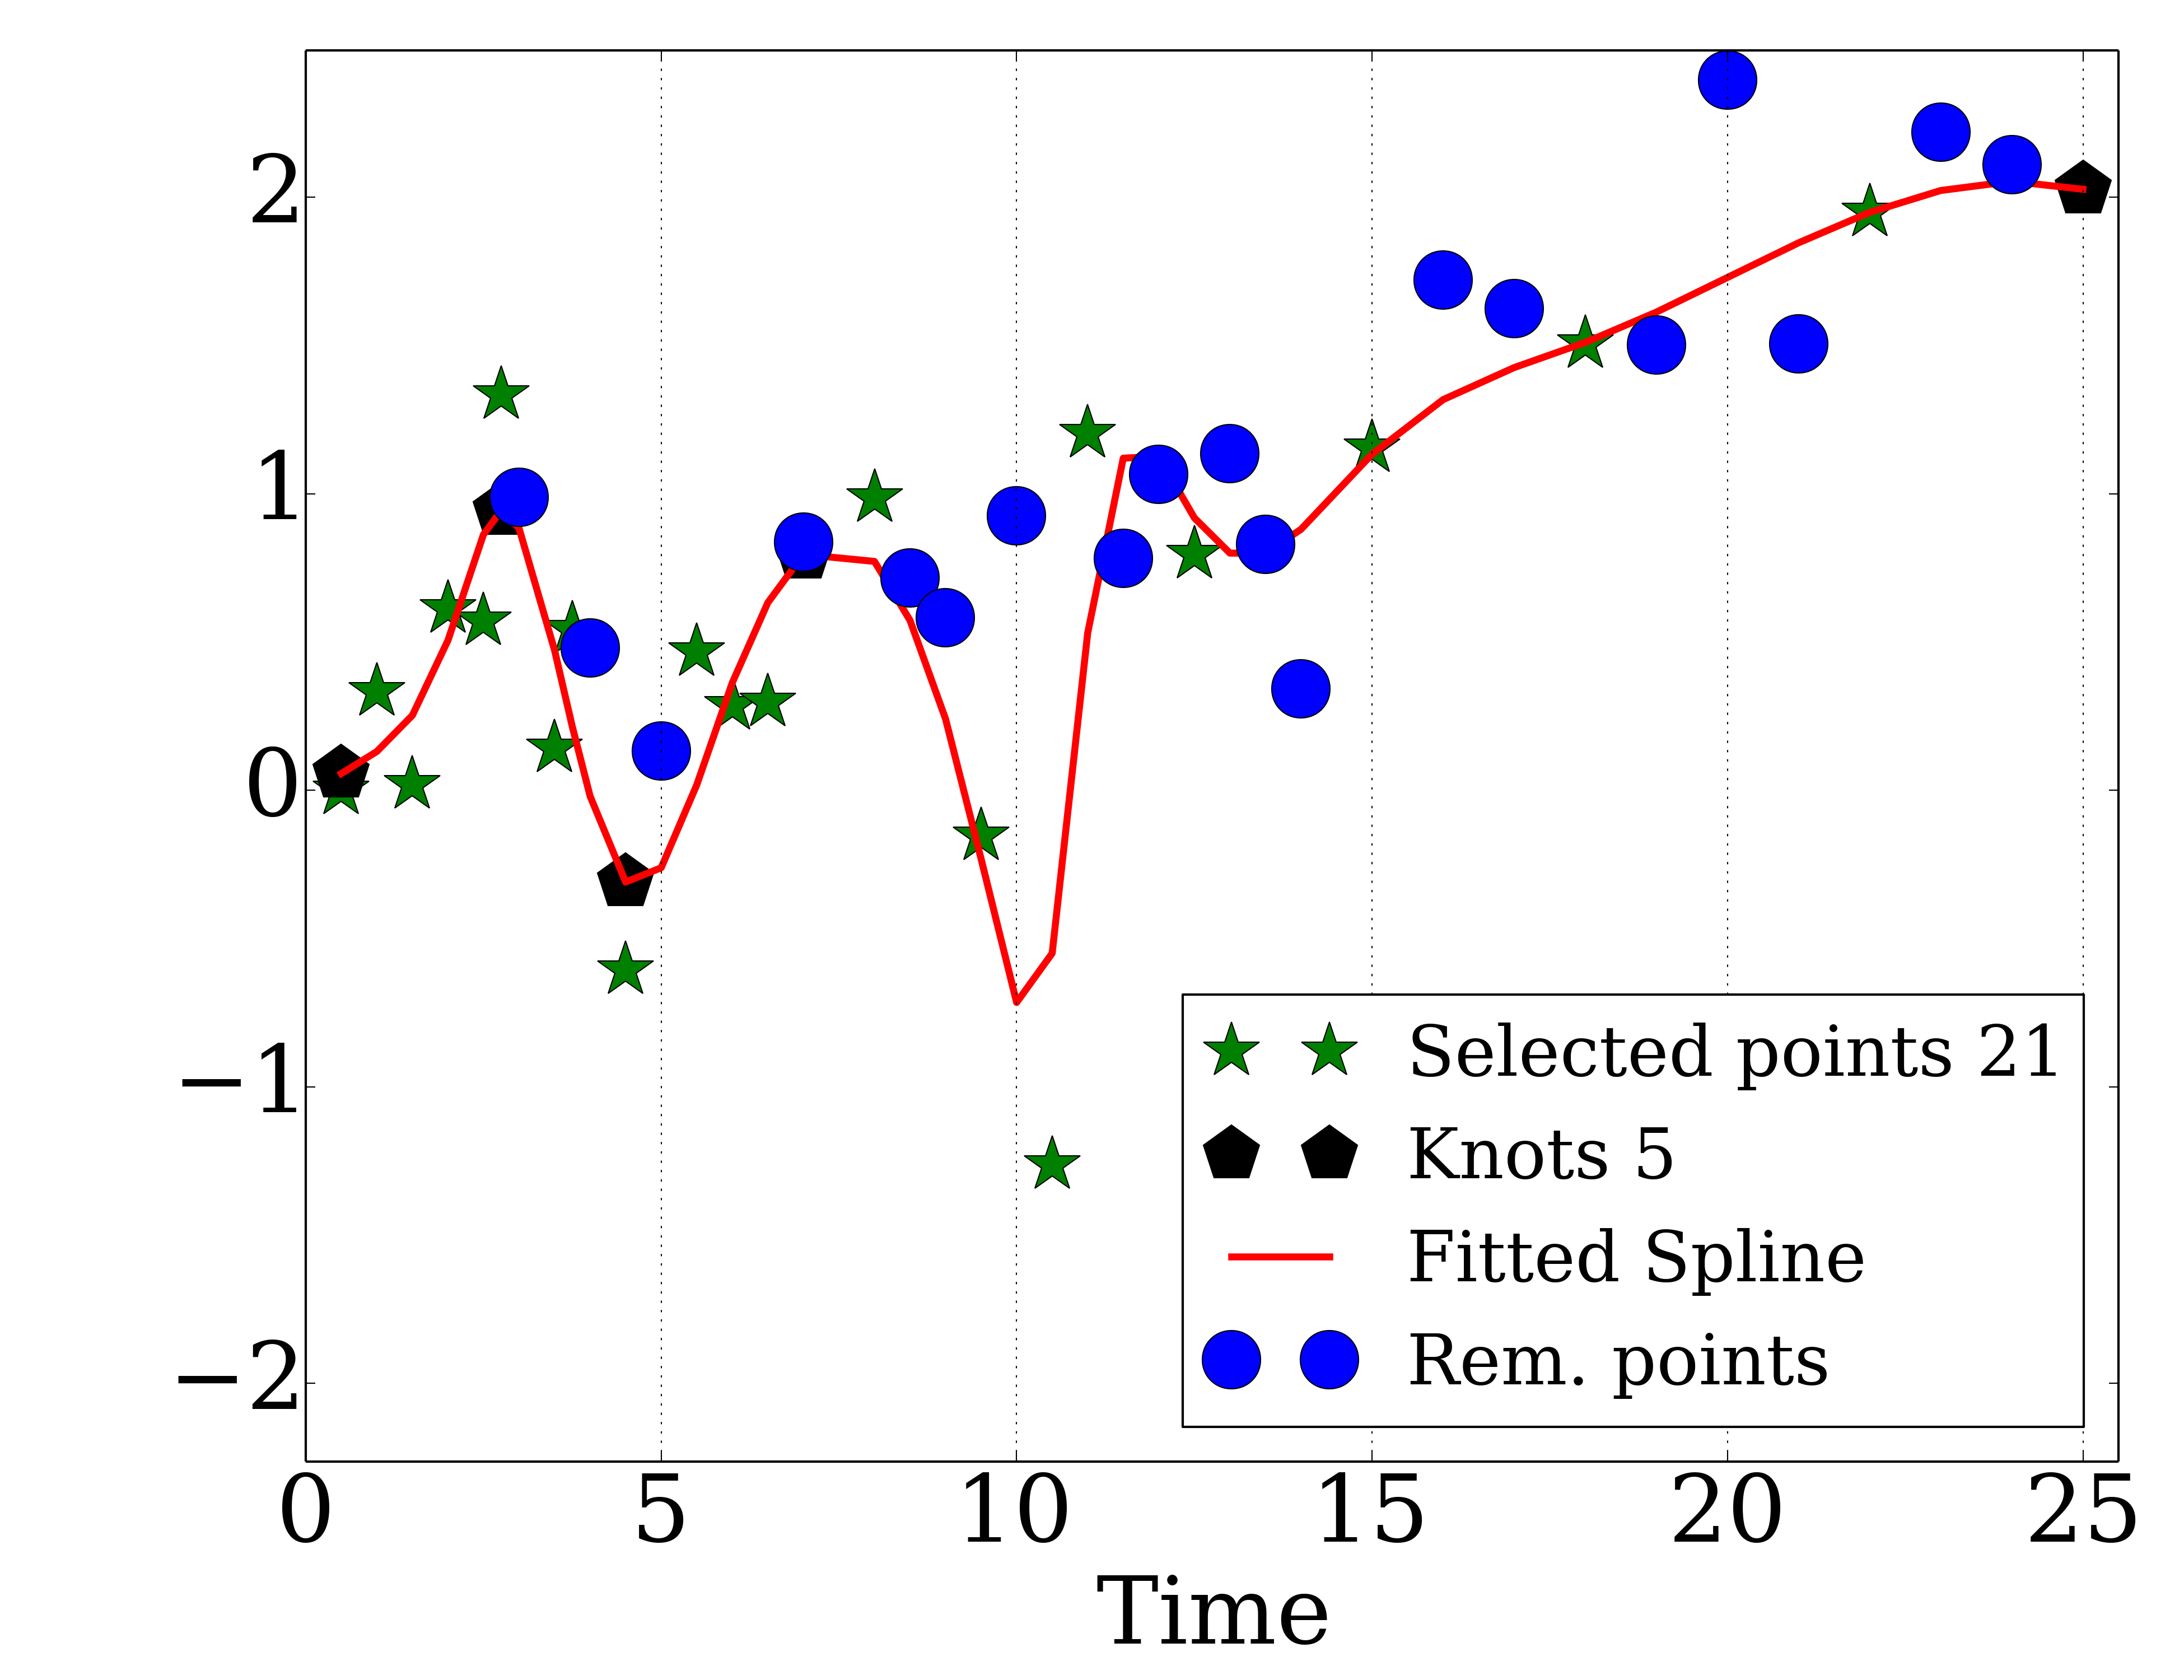 2
1
0
−1
−2
0 5 10 15 20 25
Time
Selected points 21
Knots 5
Fitted Spline
Rem. points